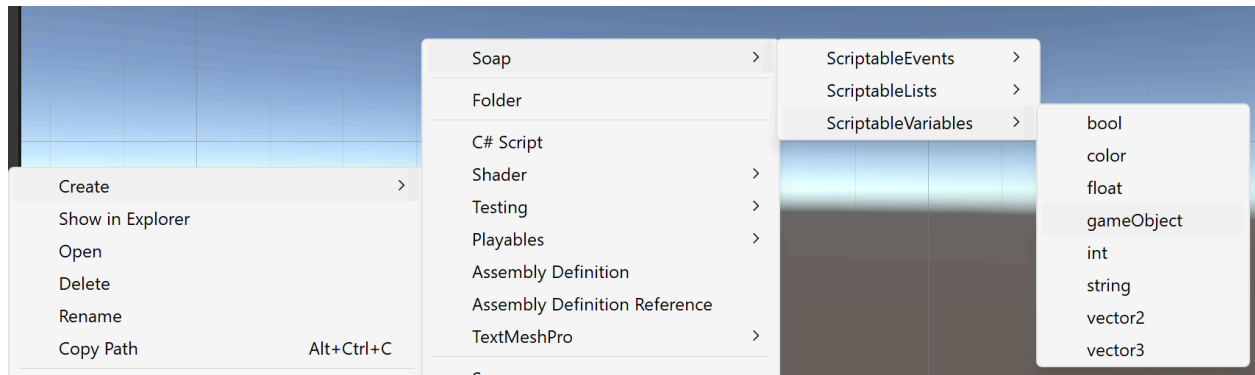 Create
Show in Explorer
Open
Delete
Rename
Copy Path Alt+Ctrl+C
Soap
Folder
C# Script
Shader
Testing
Playables
Assembly Definition
Assembly Definition Reference
TextMeshPro
ScriptableEvents
ScriptableLists
ScriptableVariables
bool
color
float
gameObject
int
string
vector2
vector3